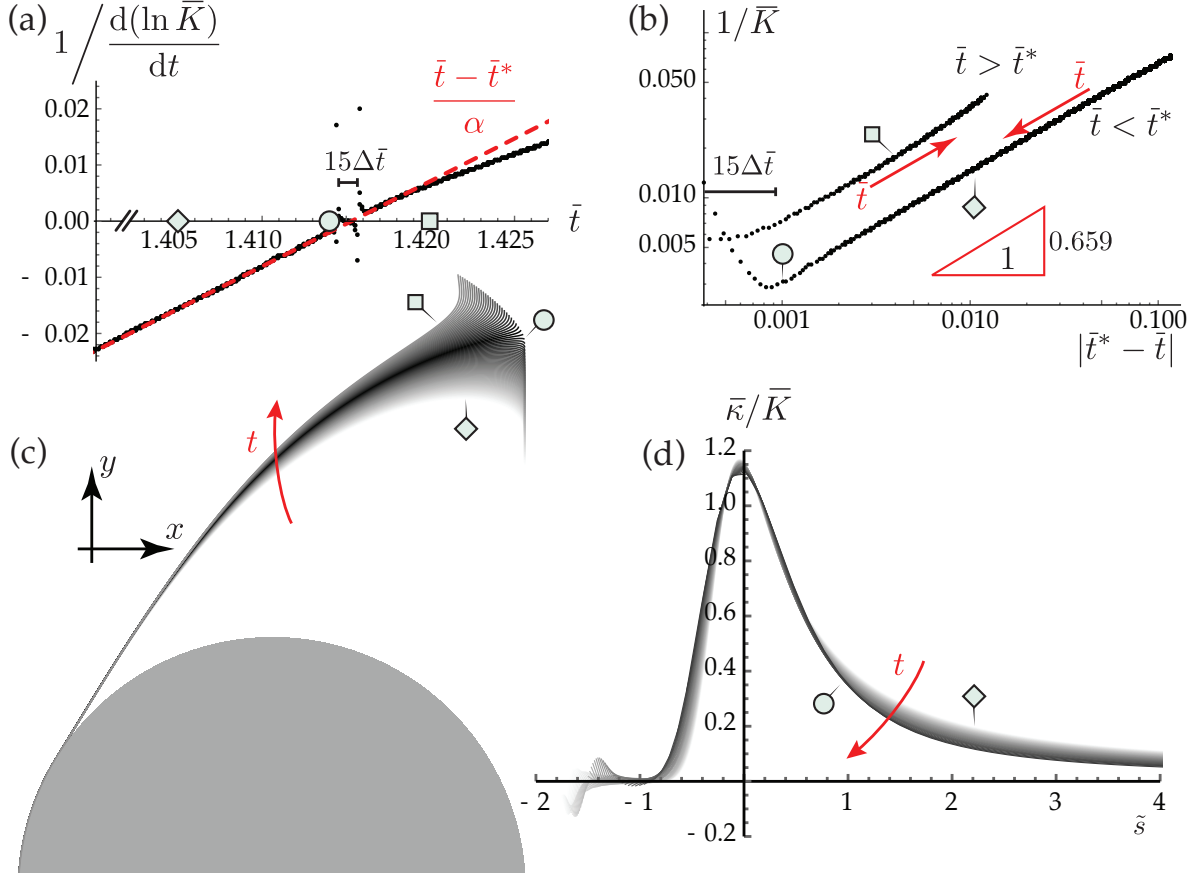 (a)
1 / d(ln K̅)/dt
0.02
0.01
0.00
- 0.01
- 0.02
1.405
1.410
1.420
1.425
t̄
15Δt̄
t̄ − t̄*
α
(b)
1/K̅
0.050
0.010
0.005
0.001
0.010
0.100
|t̄* − t̄|
15Δt̄
t̄ > t̄*
t̄
t̄
t̄ < t̄*
1
0.659
(c)
y
x
t
(d)
κ̅/K̅
1.2
1.0
0.8
0.6
0.4
0.2
- 0.2
- 2
- 1
1
2
3
4
s̃
t